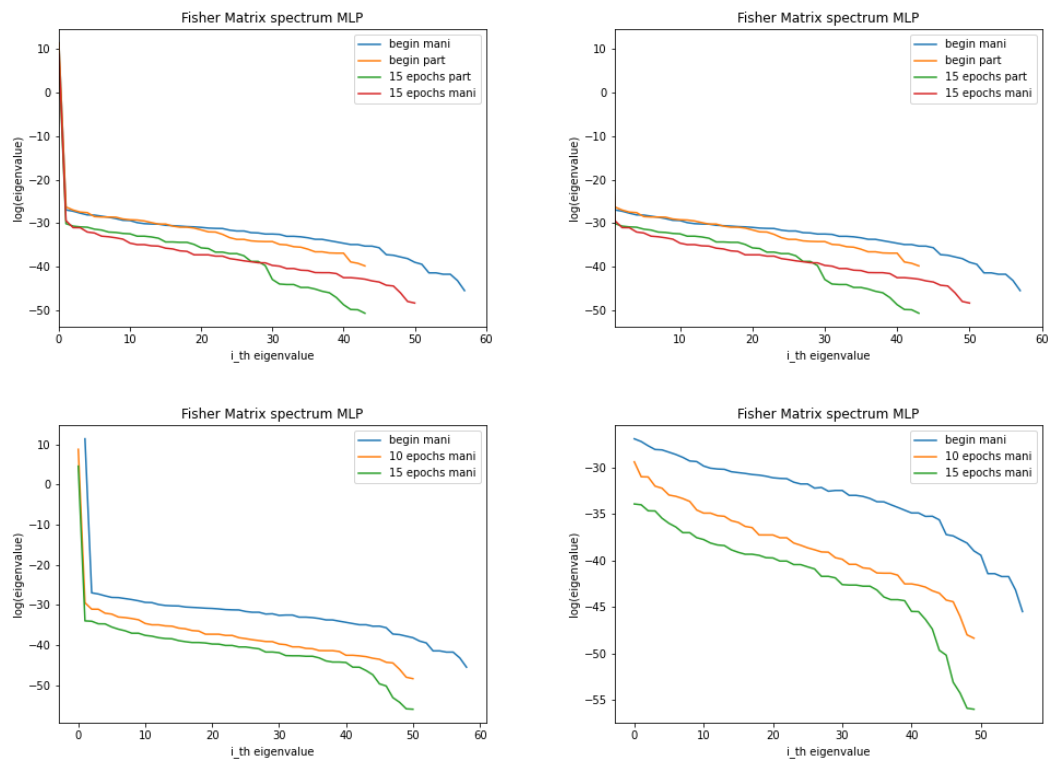 Fisher Matrix spectrum MLP
log(eigenvalue)
10
0
−10
−20
−30
−40
−50
begin mani
begin part
15 epochs part
15 epochs mani
0 10 20 30 40 50 60
i_th eigenvalue
Fisher Matrix spectrum MLP
log(eigenvalue)
10
0
−10
−20
−30
−40
−50
begin mani
begin part
15 epochs part
15 epochs mani
10 20 30 40 50 60
i_th eigenvalue
Fisher Matrix spectrum MLP
log(eigenvalue)
10
0
−10
−20
−30
−40
−50
begin mani
10 epochs mani
15 epochs mani
0 10 20 30 40 50 60
i_th eigenvalue
Fisher Matrix spectrum MLP
log(eigenvalue)
−30
−35
−40
−45
−50
−55
begin mani
10 epochs mani
15 epochs mani
0 10 20 30 40 50
i_th eigenvalue